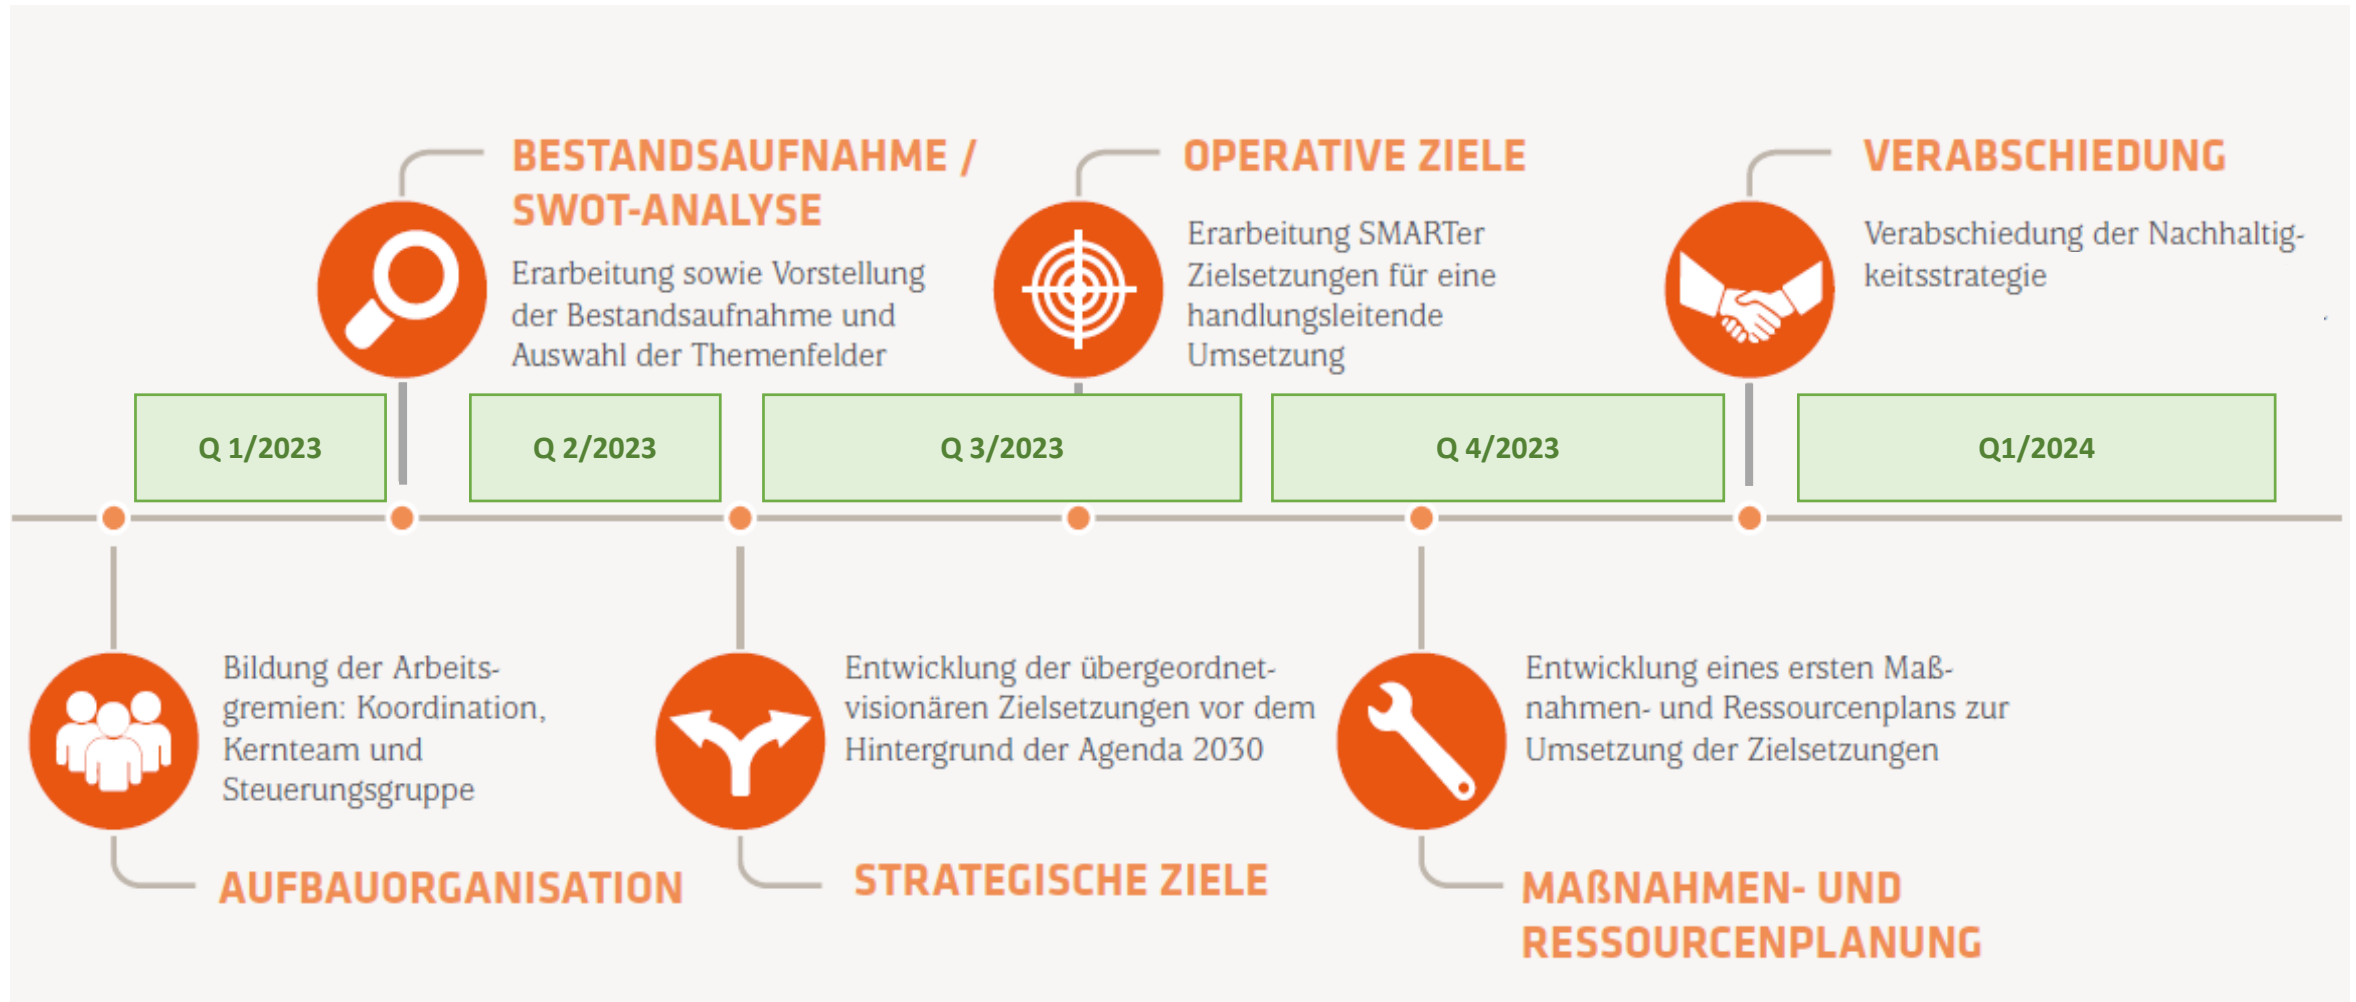 BESTANDSAUFNAHME /
SWOT-ANALYSE
Erarbeitung sowie Vorstellung
der Bestandsaufnahme und
Auswahl der Themenfelder
OPERATIVE ZIELE
Erarbeitung SMARTer
Zielsetzungen für eine
handlungsleitende
Umsetzung
VERABSCHIEDUNG
Verabschiedung der Nachhaltig-
keitsstrategie
Q 1/2023
Q 2/2023
Q 3/2023
Q 4/2023
Q1/2024
Bildung der Arbeits-
gremien: Koordination,
Kernteam und
Steuerungsgruppe
AUFBAUORGANISATION
Entwicklung der übergeordnet-
visionären Zielsetzungen vor dem
Hintergrund der Agenda 2030
STRATEGISCHE ZIELE
Entwicklung eines ersten Maß-
nahmen- und Ressourcenplans zur
Umsetzung der Zielsetzungen
MAßNAHMEN- UND
RESSOURCENPLANUNG